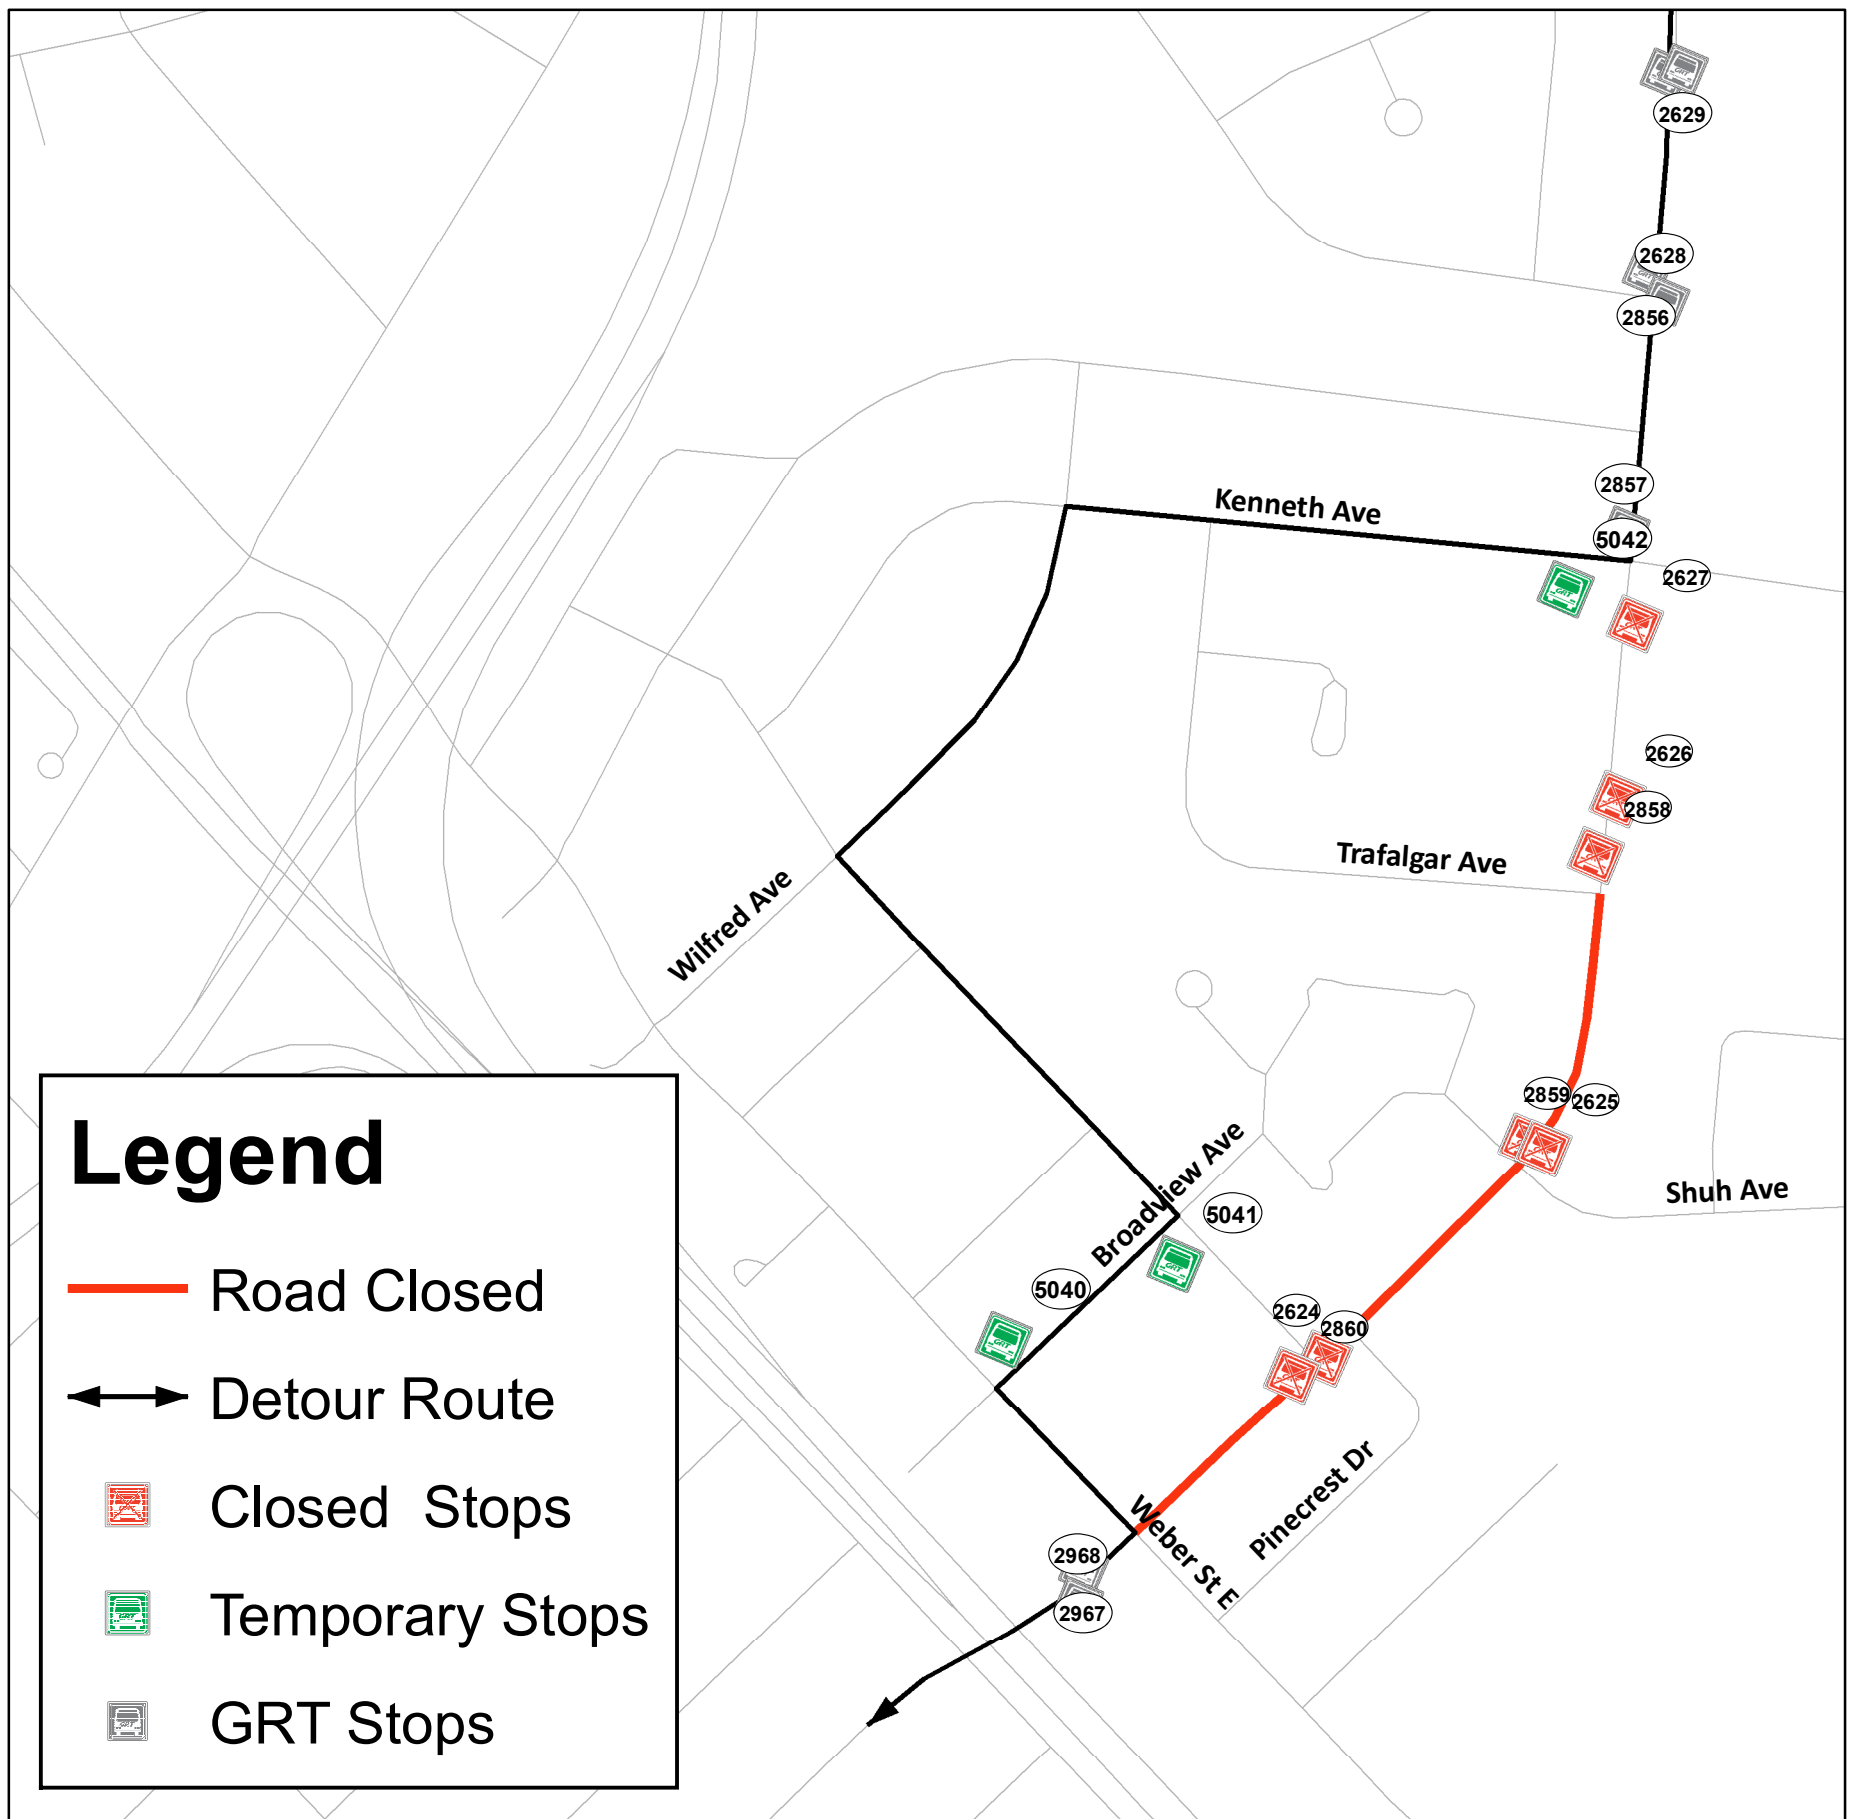 2629
2628
2856
2857
Kenneth Ave
5042
2627
2626
2858
Trafalgar Ave
Wilfred Ave
2859
2625
Broadview Ave
Shuh Ave
5041
5040
2624
2860
Pinecrest Dr
Weber St E
2968
2967
Legend
Road Closed
Detour Route
Closed Stops
Temporary Stops
GRT Stops